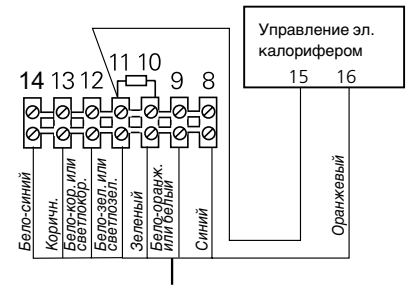 Управление эл.
калорифером
15 16
14 13 12 11 10 9 8
Бело-синий
Коричн.
Бело-кор. или
светлокор.
Бело-зел. или
светлозел.
Зеленый
Бело-оранж.
или белый
Синий
Оранжевый